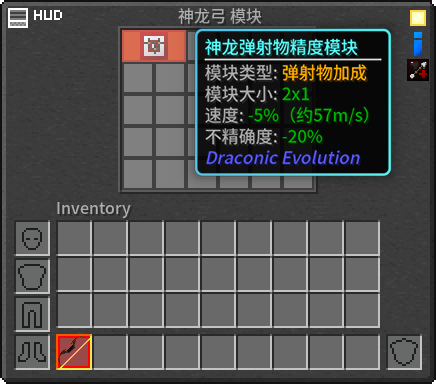 HUD
神龙弓 模块
神龙弹射物精度模块
模块类型: 弹射物加成
模块大小: 2x1
速度: -5%（约57m/s）
不精确度: -20%
Draconic Evolution
Inventory